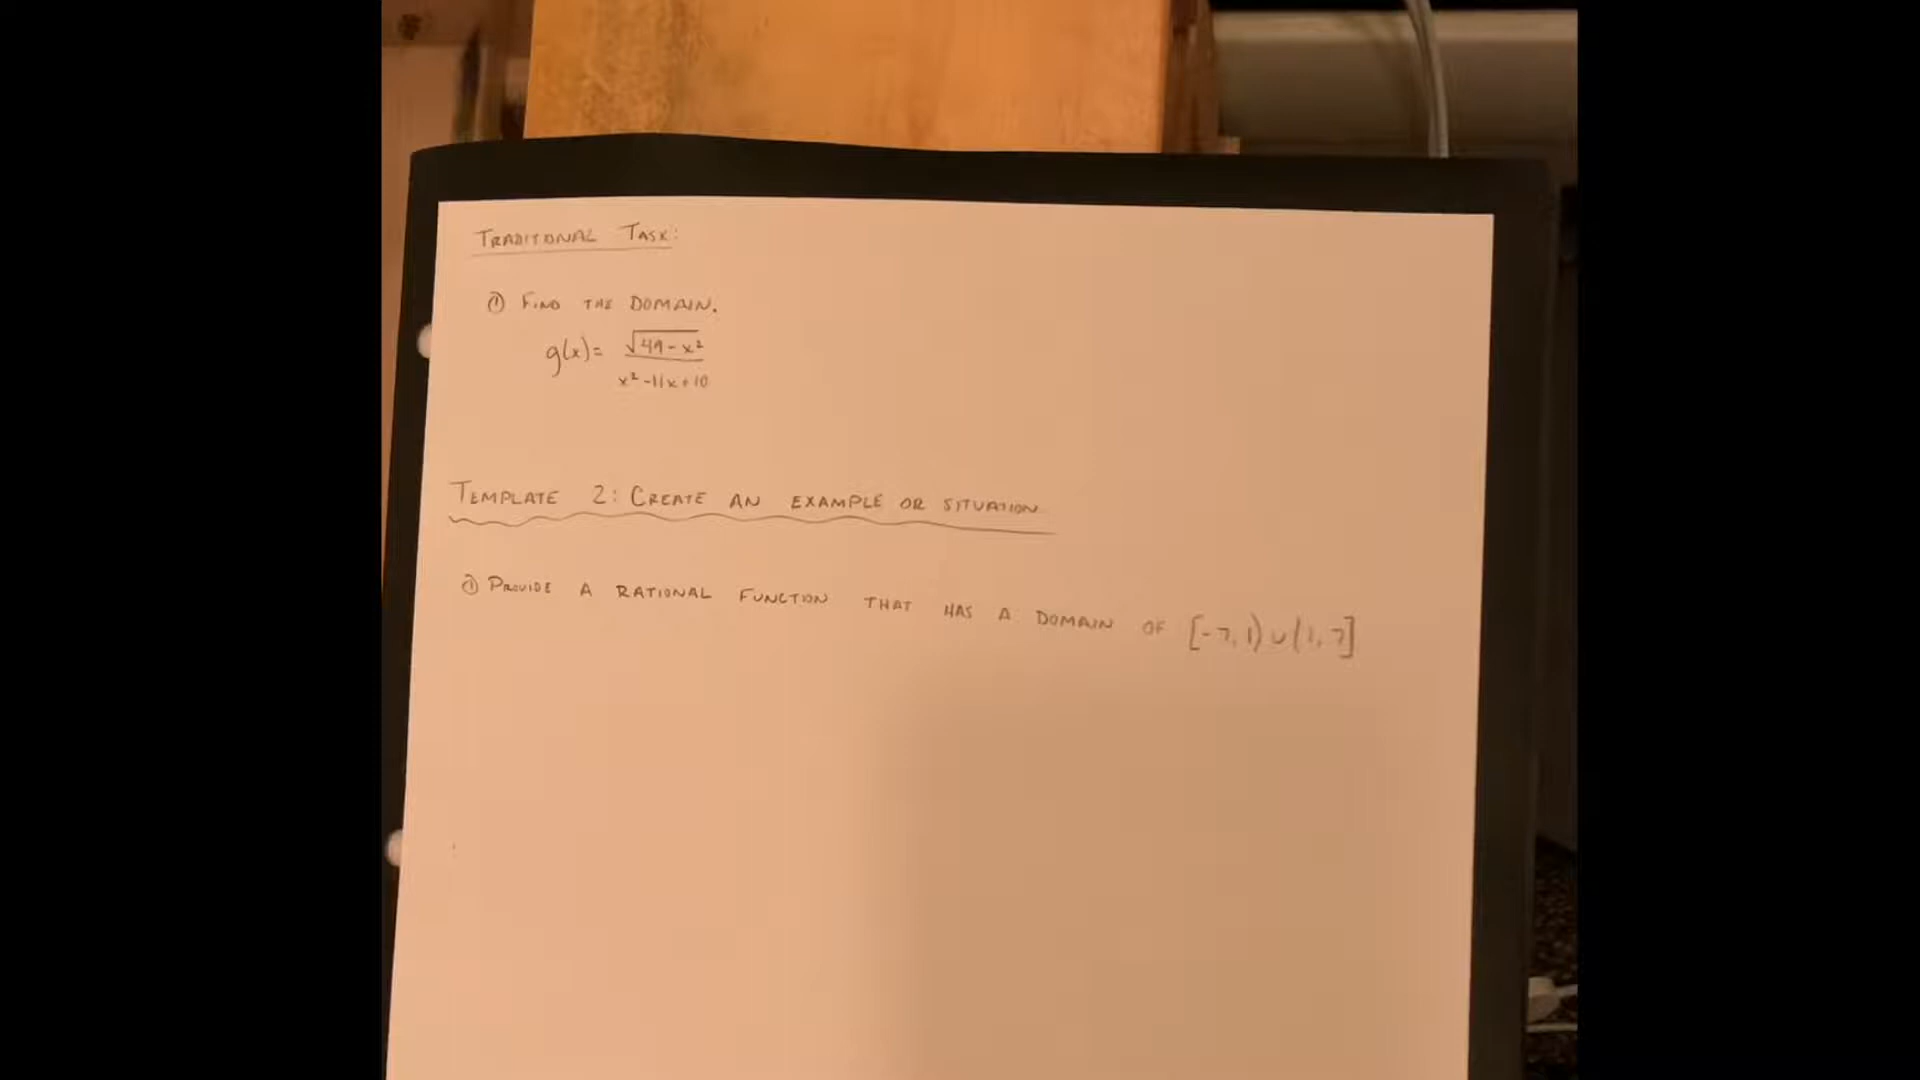 TRADITIONAL TASK:
① FIND THE DOMAIN.
g(x) = √(49-x²) / (x²-11x+10)
TEMPLATE 2: CREATE AN EXAMPLE OR SITUATION
① PROVIDE A RATIONAL FUNCTION THAT HAS A DOMAIN OF [-7, 1) ∪ (1, 7]